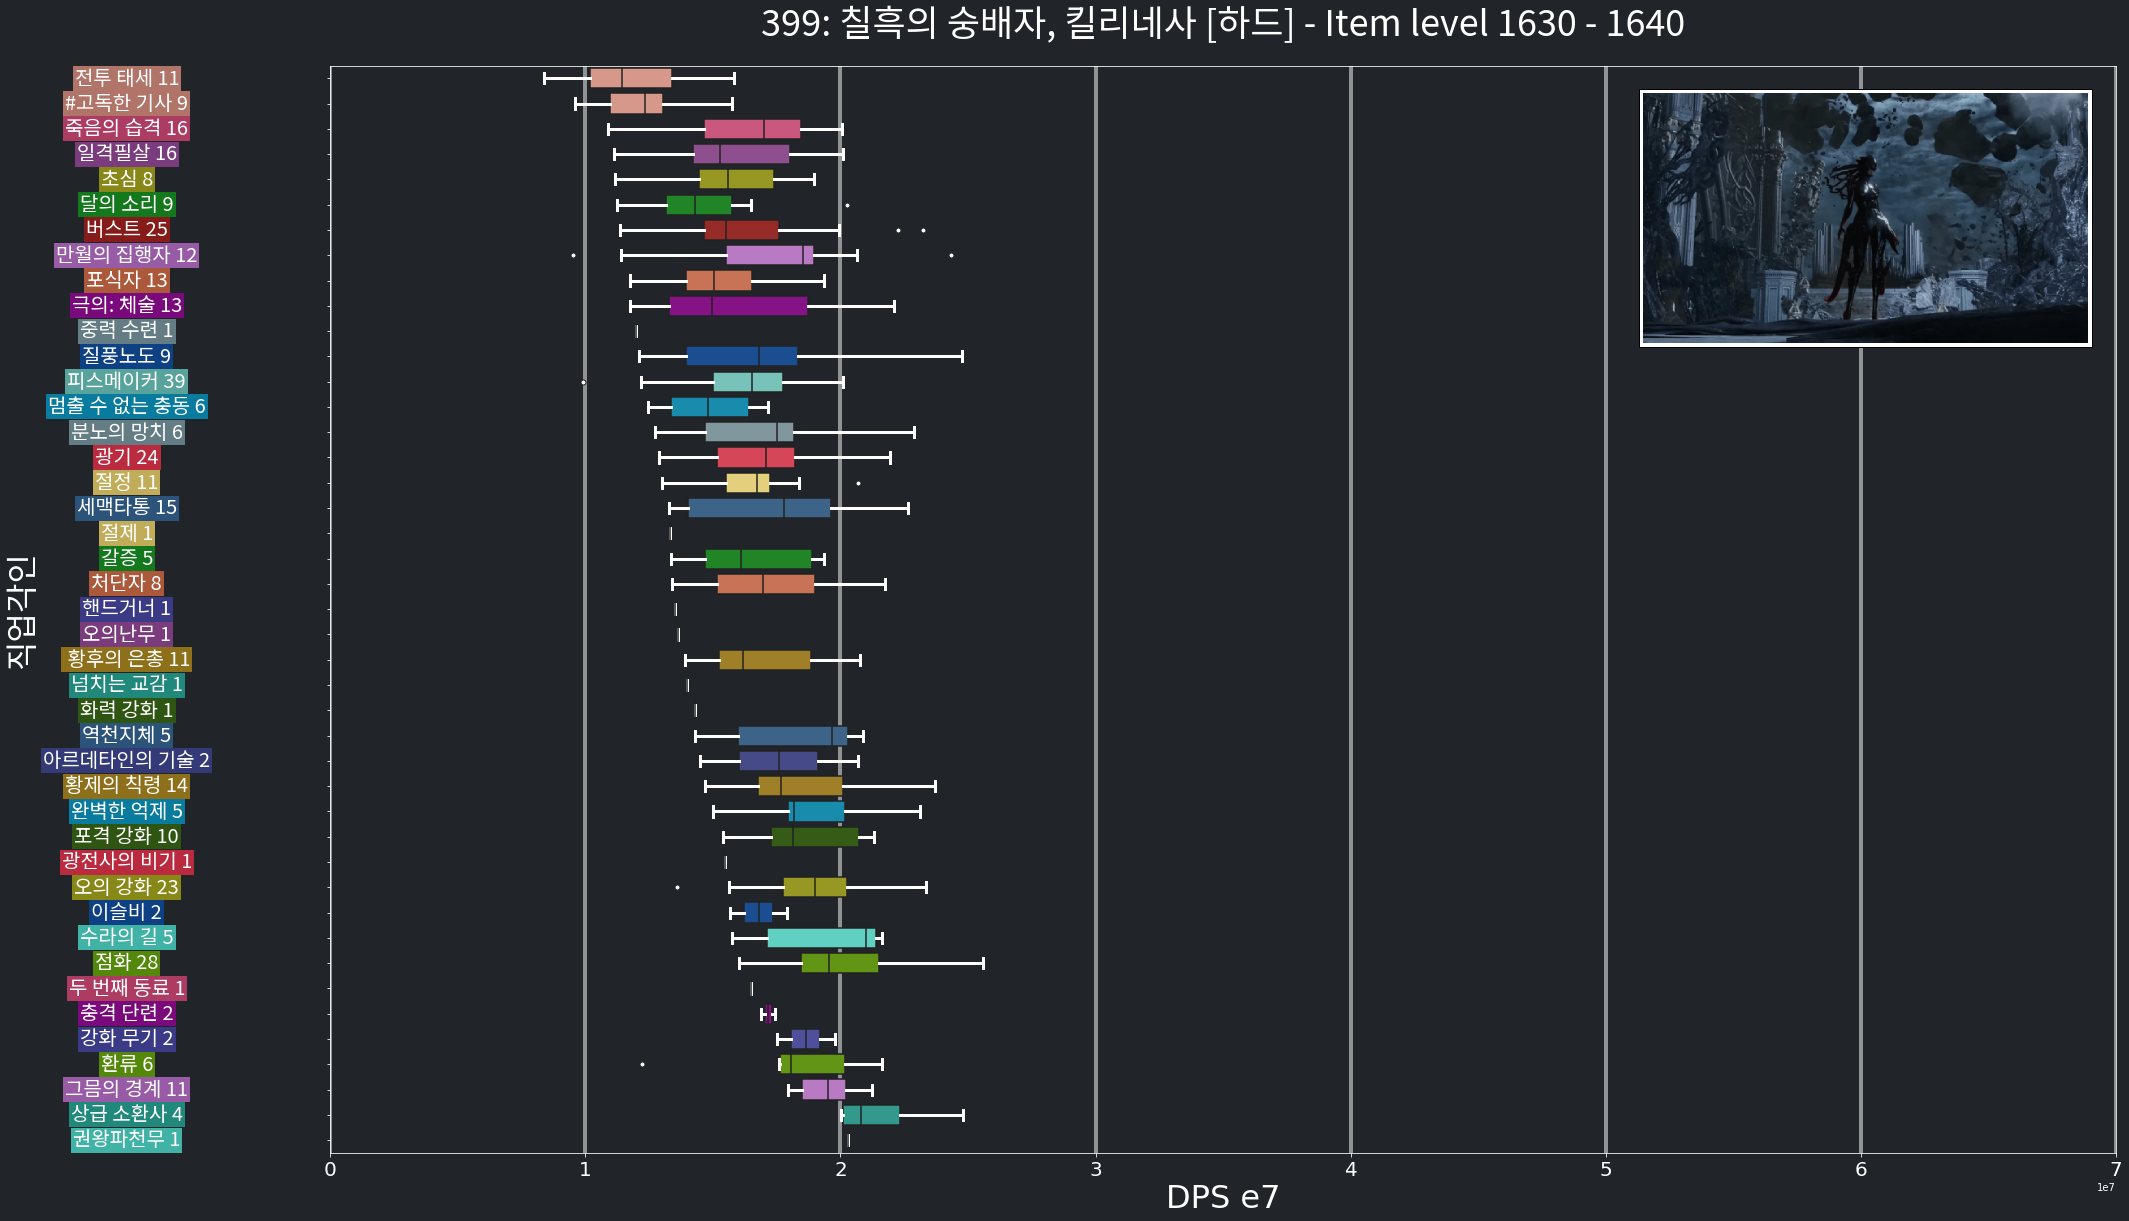 399: 칠흑의 숭배자, 킬리네사 [하드] - Item level 1630 - 1640
전투 태세 11
#고독한 기사 9
죽음의 습격 16
일격필살 16
초심 8
달의 소리 9
버스트 25
만월의 집행자 12
포식자 13
극의: 체술 13
중력 수련 1
질풍노도 9
피스메이커 39
멈출 수 없는 충동 6
분노의 망치 6
광기 24
절정 11
세맥타통 15
절제 1
갈증 5
처단자 8
핸드거너 1
오의난무 1
황후의 은총 11
넘치는 교감 1
화력 강화 1
역천지체 5
아르데타인의 기술 2
황제의 칙령 14
완벽한 억제 5
포격 강화 10
광전사의 비기 1
오의 강화 23
이슬비 2
수라의 길 5
점화 28
두 번째 동료 1
충격 단련 2
강화 무기 2
환류 6
그믐의 경계 11
상급 소환사 4
권왕파천무 1
직업각인
0 1 2 3 4 5 6 7
DPS e7
1e7